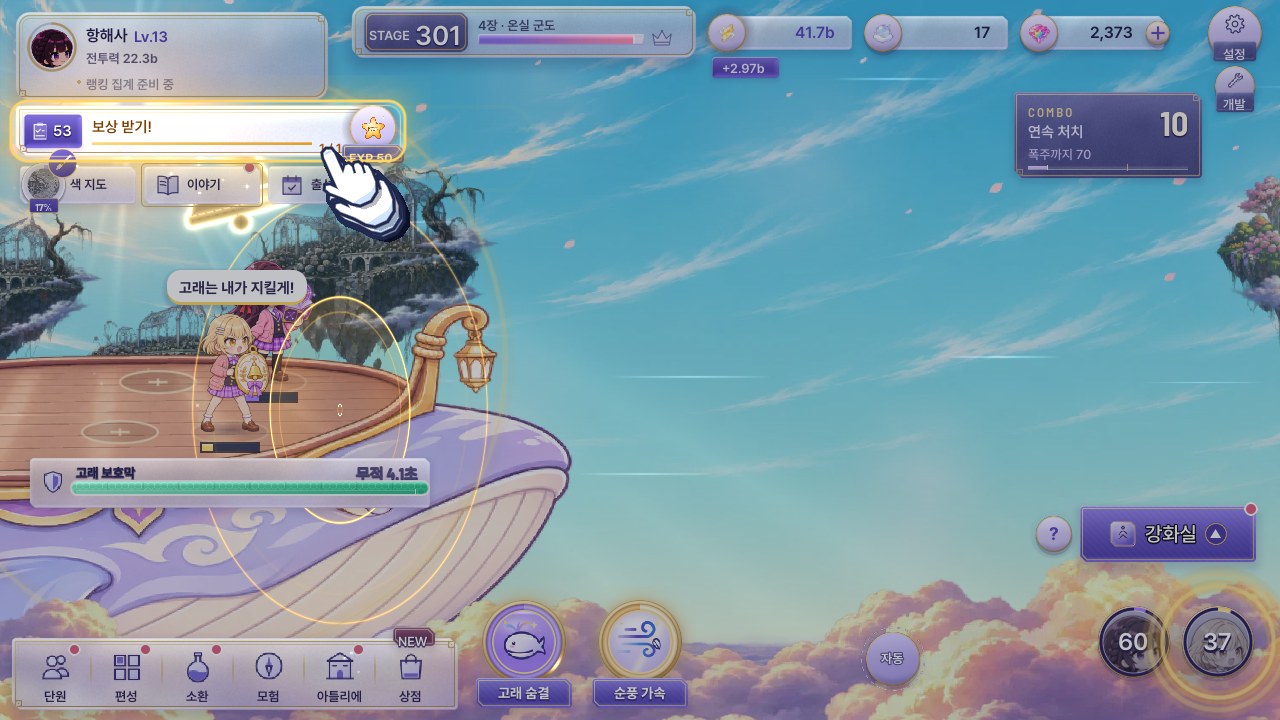 항해사 Lv.13
전투력 22.3b
랭킹 집계 준비 중
STAGE 301
4장 · 온실 군도
41.7b
+2.97b
17
2,373
설정
개발
COMBO
연속 처치
10
폭주까지 70
53
보상 받기!
EXP 50
색 지도
17%
이야기
고래는 내가 지킬게!
고래 보호막
무적 4.1초
?
강화실
단원
편성
소환
모험
아틀리에
NEW
상점
고래 숨결
순풍 가속
자동
60
37